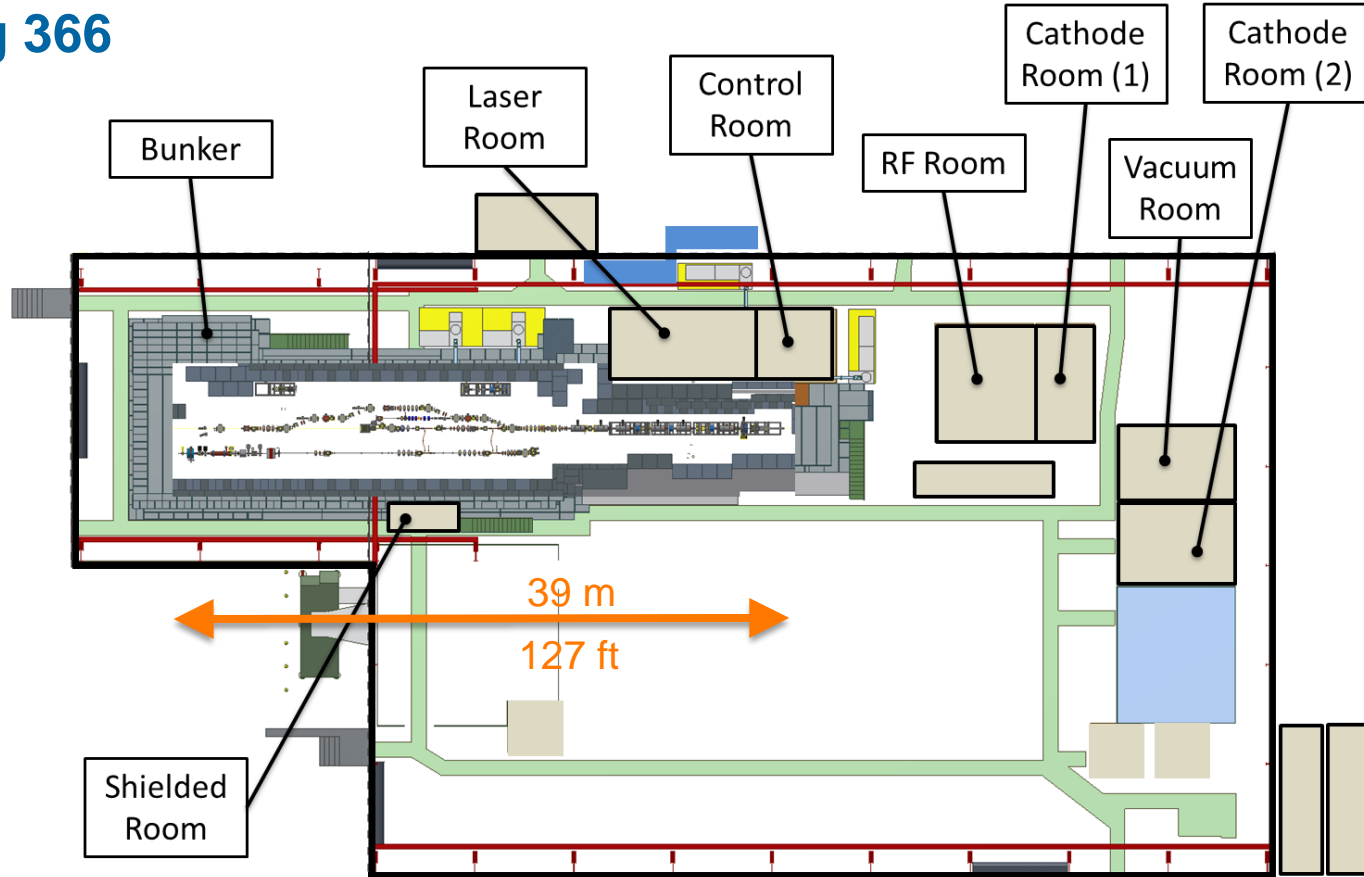 g 366
Cathode
Room (1)
Cathode
Room (2)
Laser
Room
Control
Room
Bunker
RF Room
Vacuum
Room
39 m
127 ft
Shielded
Room